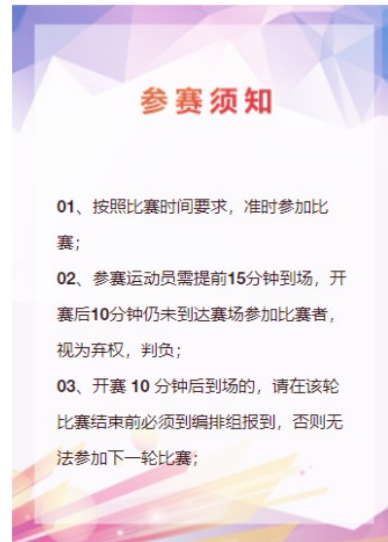 参赛须知
01、按照比赛时间要求，准时参加比
赛；
02、参赛运动员需提前15分钟到场，开
赛后10分钟仍未到达赛场参加比赛者，
视为弃权，判负；
03、开赛 10 分钟后到场的，请在该轮
比赛结束前必须到编排组报到，否则无
法参加下一轮比赛；